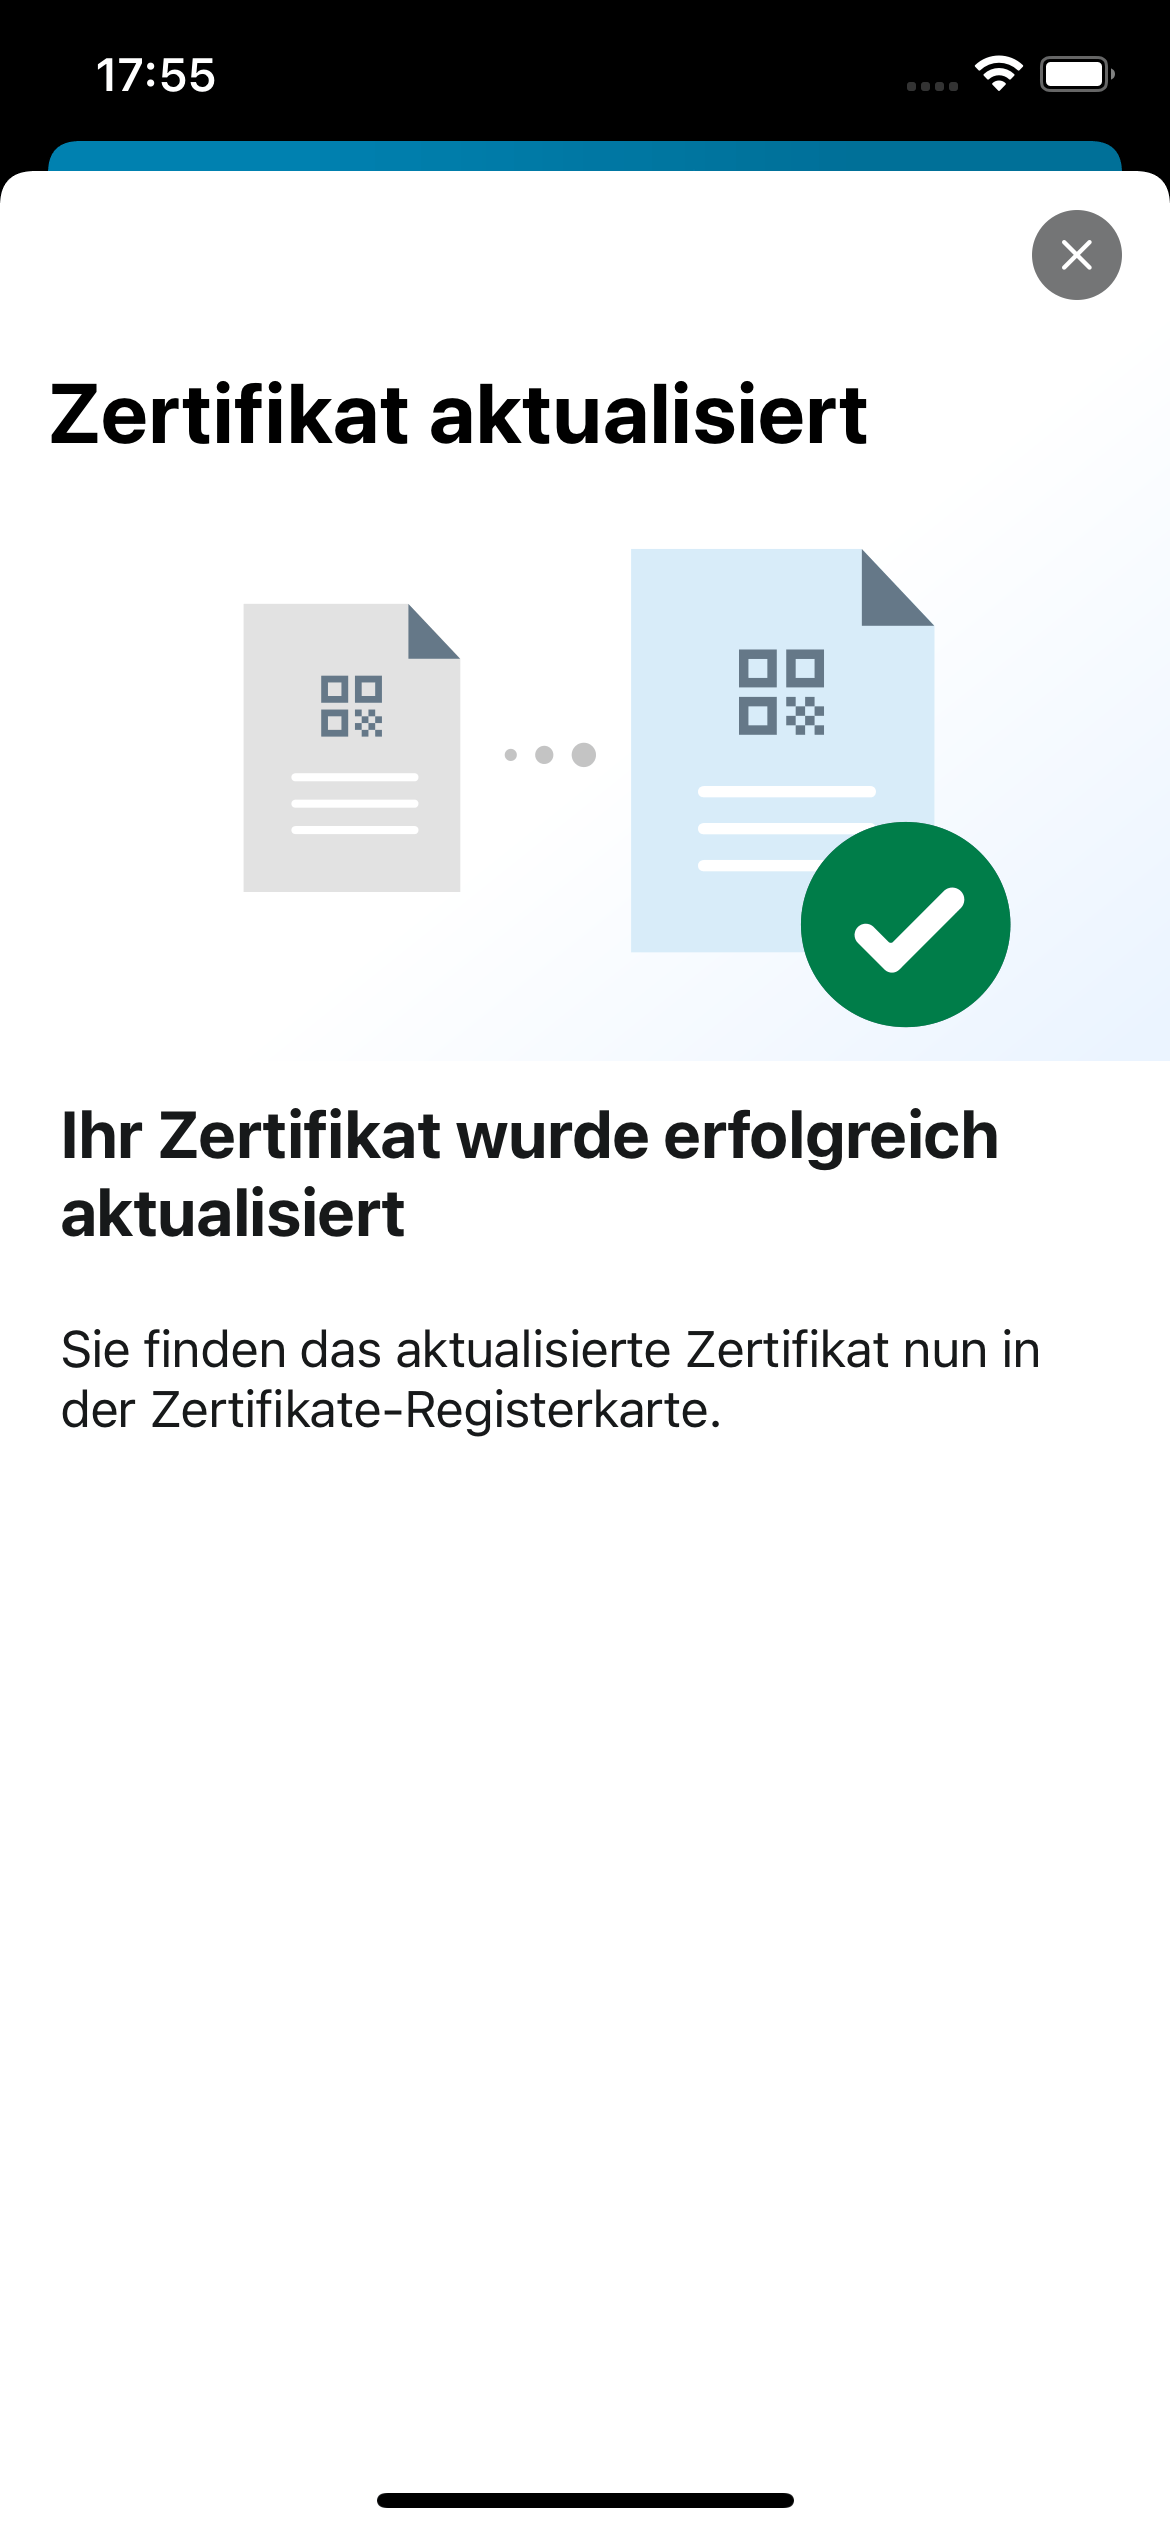 17:55
Zertifikat aktualisiert
Ihr Zertifikat wurde erfolgreich
aktualisiert
Sie finden das aktualisierte Zertifikat nun in
der Zertifikate-Registerkarte.